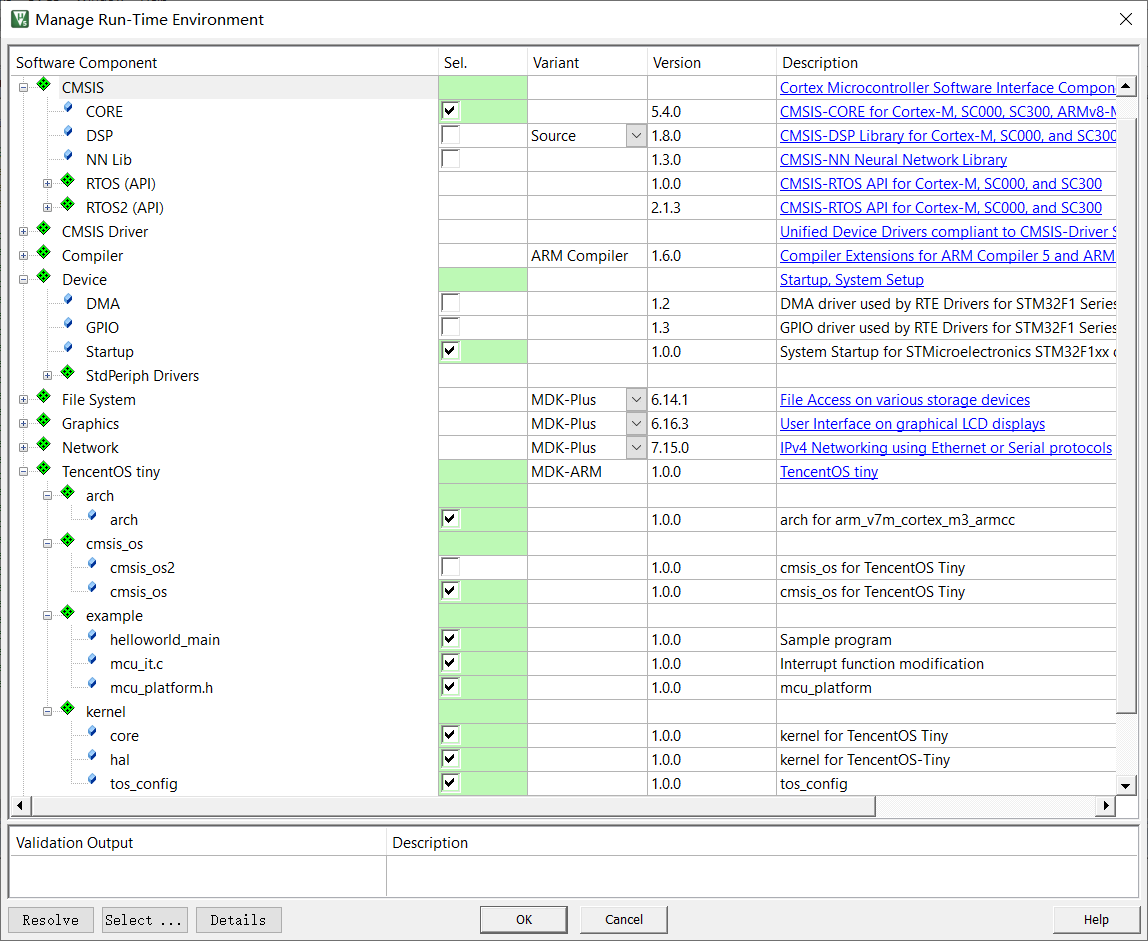 Manage Run-Time Environment
Software Component Sel. Variant Version Description
CMSIS Cortex Microcontroller Software Interface Compon
CORE 5.4.0 CMSIS-CORE for Cortex-M, SC000, SC300, ARMv8-M
DSP Source 1.8.0 CMSIS-DSP Library for Cortex-M, SC000, and SC300
NN Lib 1.3.0 CMSIS-NN Neural Network Library
RTOS (API) 1.0.0 CMSIS-RTOS API for Cortex-M, SC000, and SC300
RTOS2 (API) 2.1.3 CMSIS-RTOS API for Cortex-M, SC000, and SC300
CMSIS Driver Unified Device Drivers compliant to CMSIS-Driver S
Compiler ARM Compiler 1.6.0 Compiler Extensions for ARM Compiler 5 and ARM
Device Startup, System Setup
DMA 1.2 DMA driver used by RTE Drivers for STM32F1 Series
GPIO 1.3 GPIO driver used by RTE Drivers for STM32F1 Series
Startup 1.0.0 System Startup for STMicroelectronics STM32F1xx
StdPeriph Drivers
File System MDK-Plus 6.14.1 File Access on various storage devices
Graphics MDK-Plus 6.16.3 User Interface on graphical LCD displays
Network MDK-Plus 7.15.0 IPv4 Networking using Ethernet or Serial protocols
TencentOS tiny MDK-ARM 1.0.0 TencentOS tiny
arch
arch 1.0.0 arch for arm_v7m_cortex_m3_armcc
cmsis_os
cmsis_os2 1.0.0 cmsis_os for TencentOS Tiny
cmsis_os 1.0.0 cmsis_os for TencentOS Tiny
example
helloworld_main 1.0.0 Sample program
mcu_it.c 1.0.0 Interrupt function modification
mcu_platform.h 1.0.0 mcu_platform
kernel
core 1.0.0 kernel for TencentOS Tiny
hal 1.0.0 kernel for TencentOS-Tiny
tos_config 1.0.0 tos_config
Validation Output Description
Resolve Select ... Details OK Cancel Help